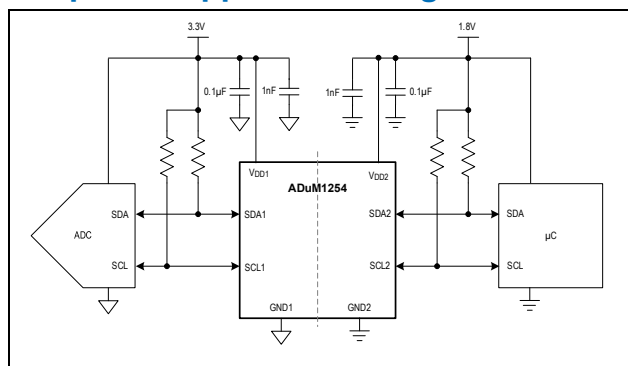 3.3V
1.8V
0.1µF
1nF
1nF
0.1µF
VDD1
VDD2
ADuM1254
SDA
SDA1
SDA2
SDA
ADC
µC
SCL
SCL1
SCL2
SCL
GND1
GND2